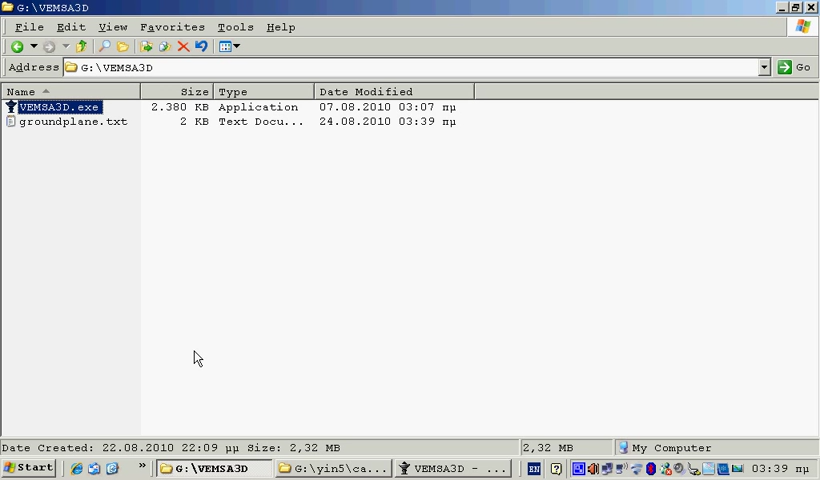 G:\VEMSA3D
File Edit View Favorites Tools Help
Address G:\VEMSA3D Go
Name Size Type Date Modified
VEMSA3D.exe 2.380 KB Application 07.08.2010 03:07 πμ
groundplane.txt 2 KB Text Docu... 24.08.2010 03:39 πμ
Date Created: 22.08.2010 22:09 μμ Size: 2,32 MB 2,32 MB My Computer
Start » G:\VEMSA3D G:\yin5\ca... VEMSA3D - ... EN 03:39 πμ